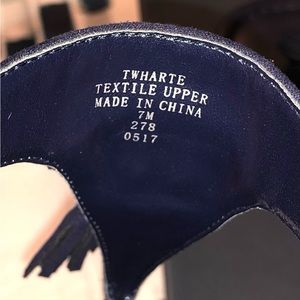 TWHARTE
TEXTILE UPPER
MADE IN CHINA
7M
278
0517